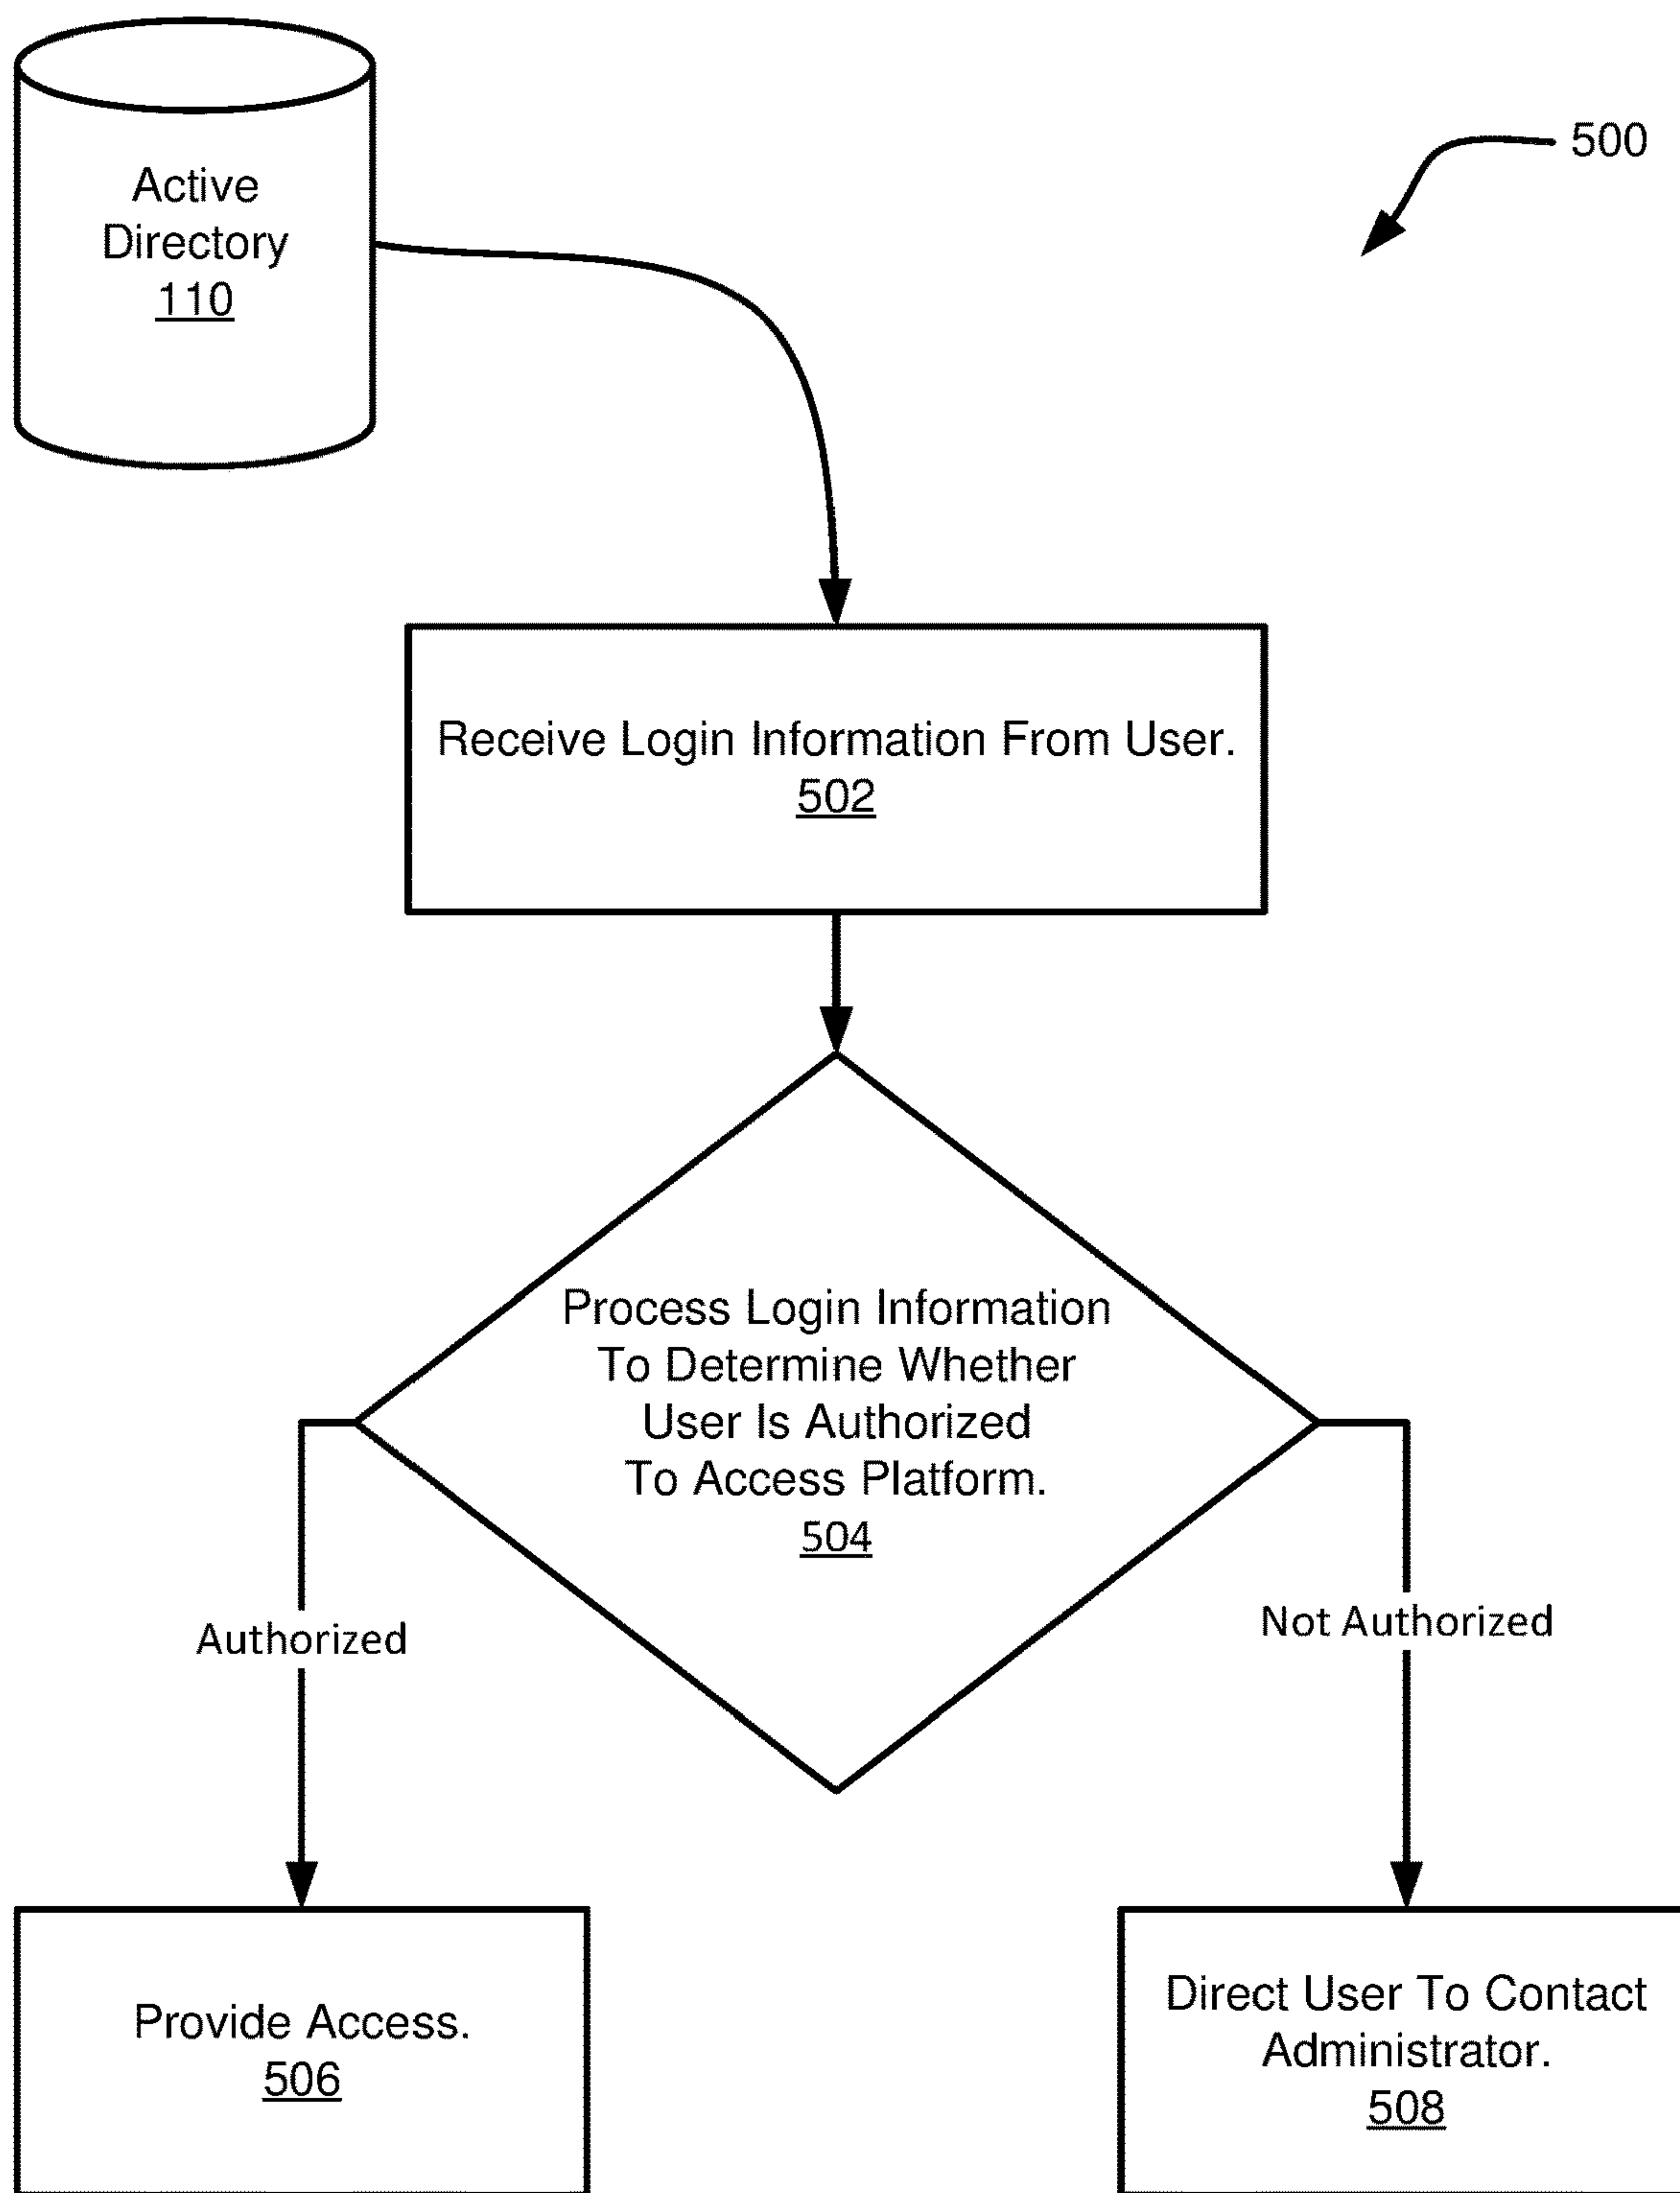 Active
Directory
110
500
Receive Login Information From User.
502
Process Login Information
To Determine Whether
User Is Authorized
To Access Platform.
504
Authorized
Not Authorized
Provide Access.
506
Direct User To Contact
Administrator.
508